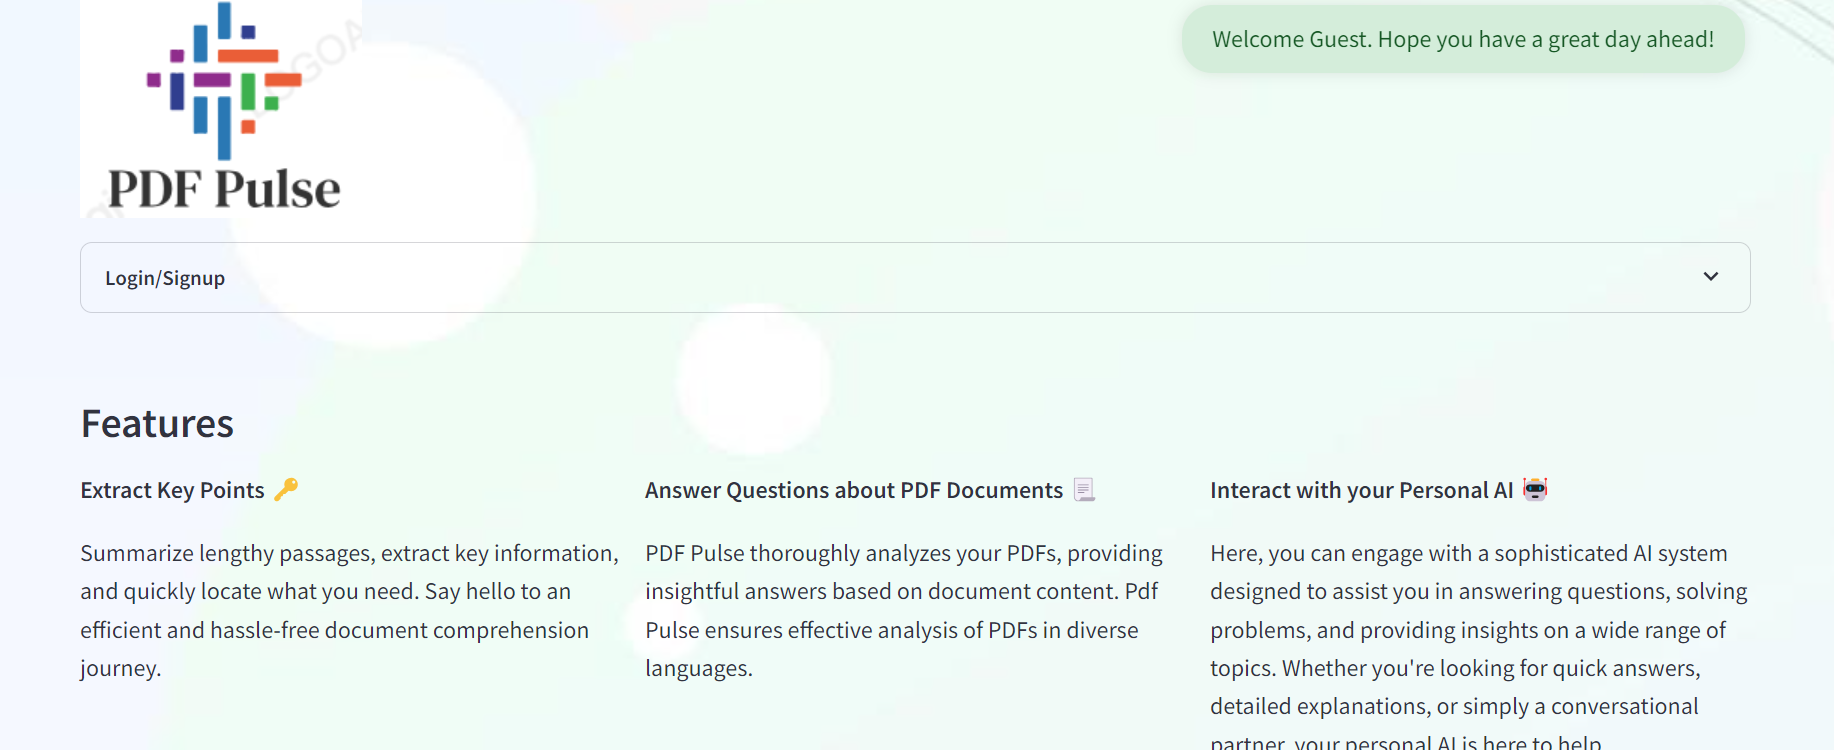 Welcome Guest. Hope you have a great day ahead!
PDF Pulse
Login/Signup
Features
Extract Key Points 🔑
Summarize lengthy passages, extract key information,
and quickly locate what you need. Say hello to an
efficient and hassle-free document comprehension
journey.
Answer Questions about PDF Documents 📃
PDF Pulse thoroughly analyzes your PDFs, providing
insightful answers based on document content. Pdf
Pulse ensures effective analysis of PDFs in diverse
languages.
Interact with your Personal AI 🤖
Here, you can engage with a sophisticated AI system
designed to assist you in answering questions, solving
problems, and providing insights on a wide range of
topics. Whether you're looking for quick answers,
detailed explanations, or simply a conversational
partner, your personal AI is here to help.